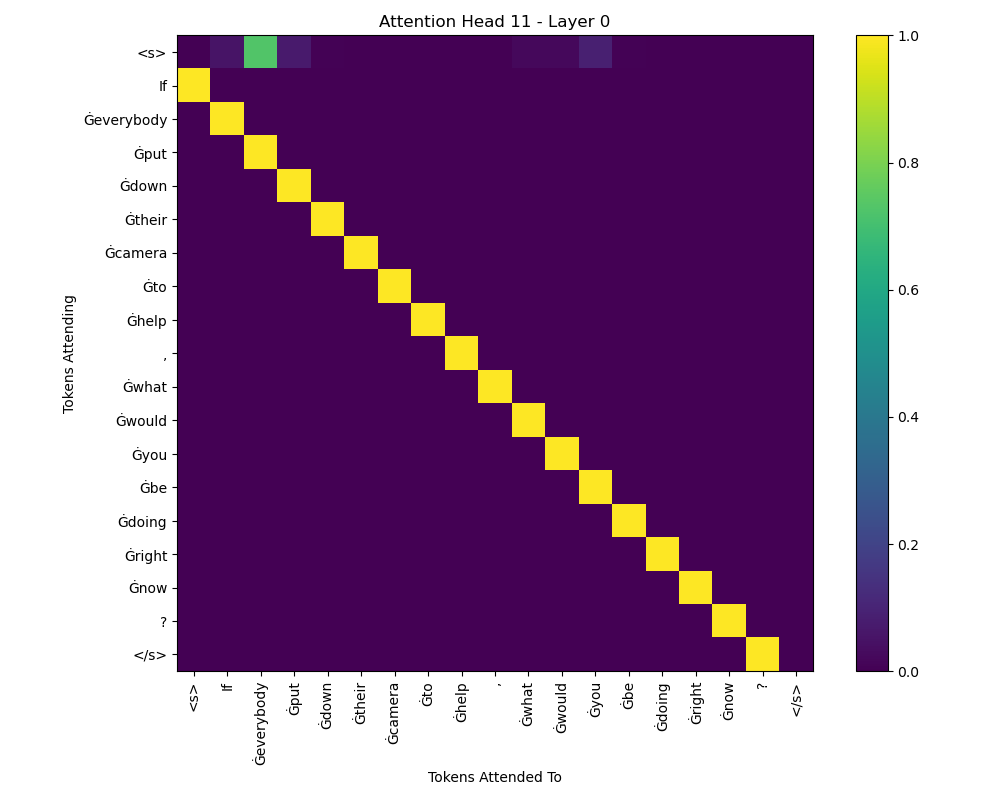 Attention Head 11 - Layer 0
Tokens Attending
<s>
If
Ġeverybody
Ġput
Ġdown
Ġtheir
Ġcamera
Ġto
Ġhelp
,
Ġwhat
Ġwould
Ġyou
Ġbe
Ġdoing
Ġright
Ġnow
?
</s>
<s>
If
Ġeverybody
Ġput
Ġdown
Ġtheir
Ġcamera
Ġto
Ġhelp
,
Ġwhat
Ġwould
Ġyou
Ġbe
Ġdoing
Ġright
Ġnow
?
</s>
Tokens Attended To
1.0
0.8
0.6
0.4
0.2
0.0